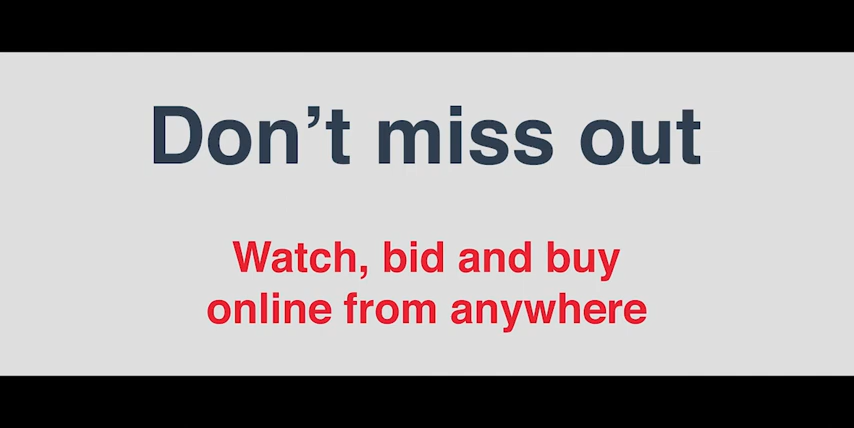 Don’t miss out
Watch, bid and buy
online from anywhere